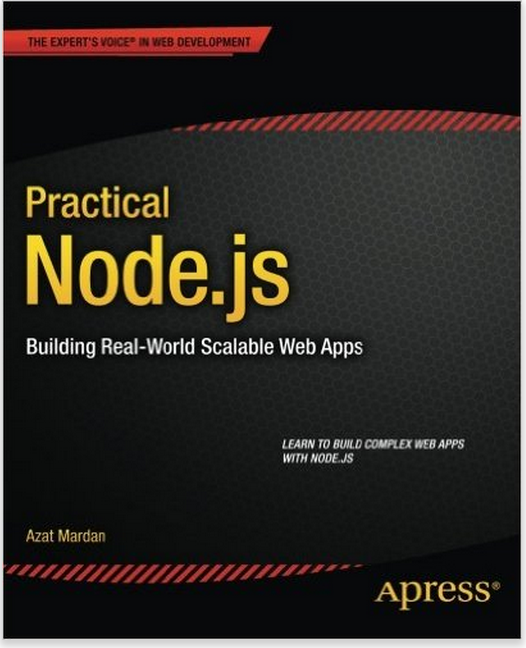 THE EXPERT'S VOICE® IN WEB DEVELOPMENT
Practical
Node.js
Building Real-World Scalable Web Apps
LEARN TO BUILD COMPLEX WEB APPS
WITH NODE.JS
Azat Mardan
Apress®